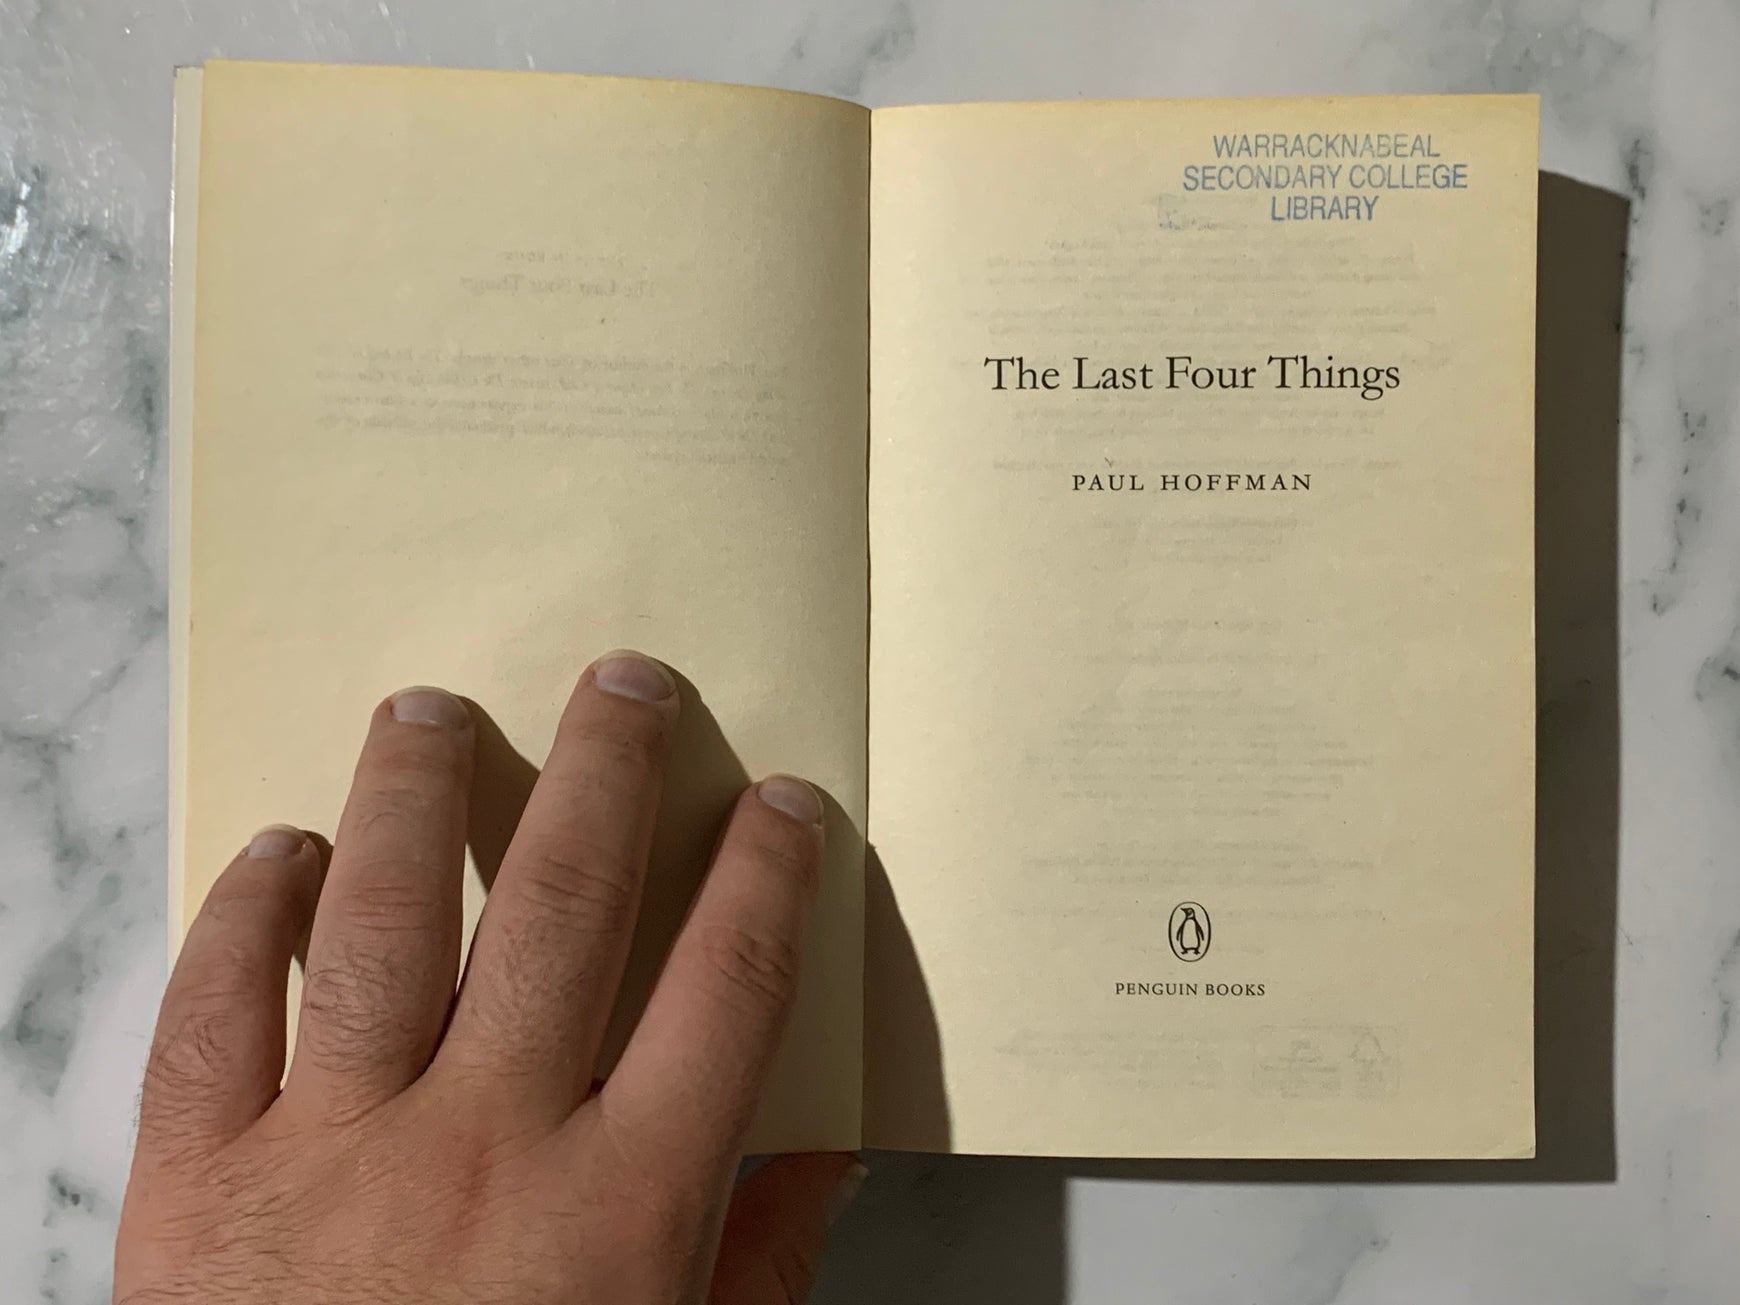 WARRACKNABEAL
SECONDARY COLLEGE
LIBRARY
The Last Four Things
PAUL HOFFMAN
PENGUIN BOOKS